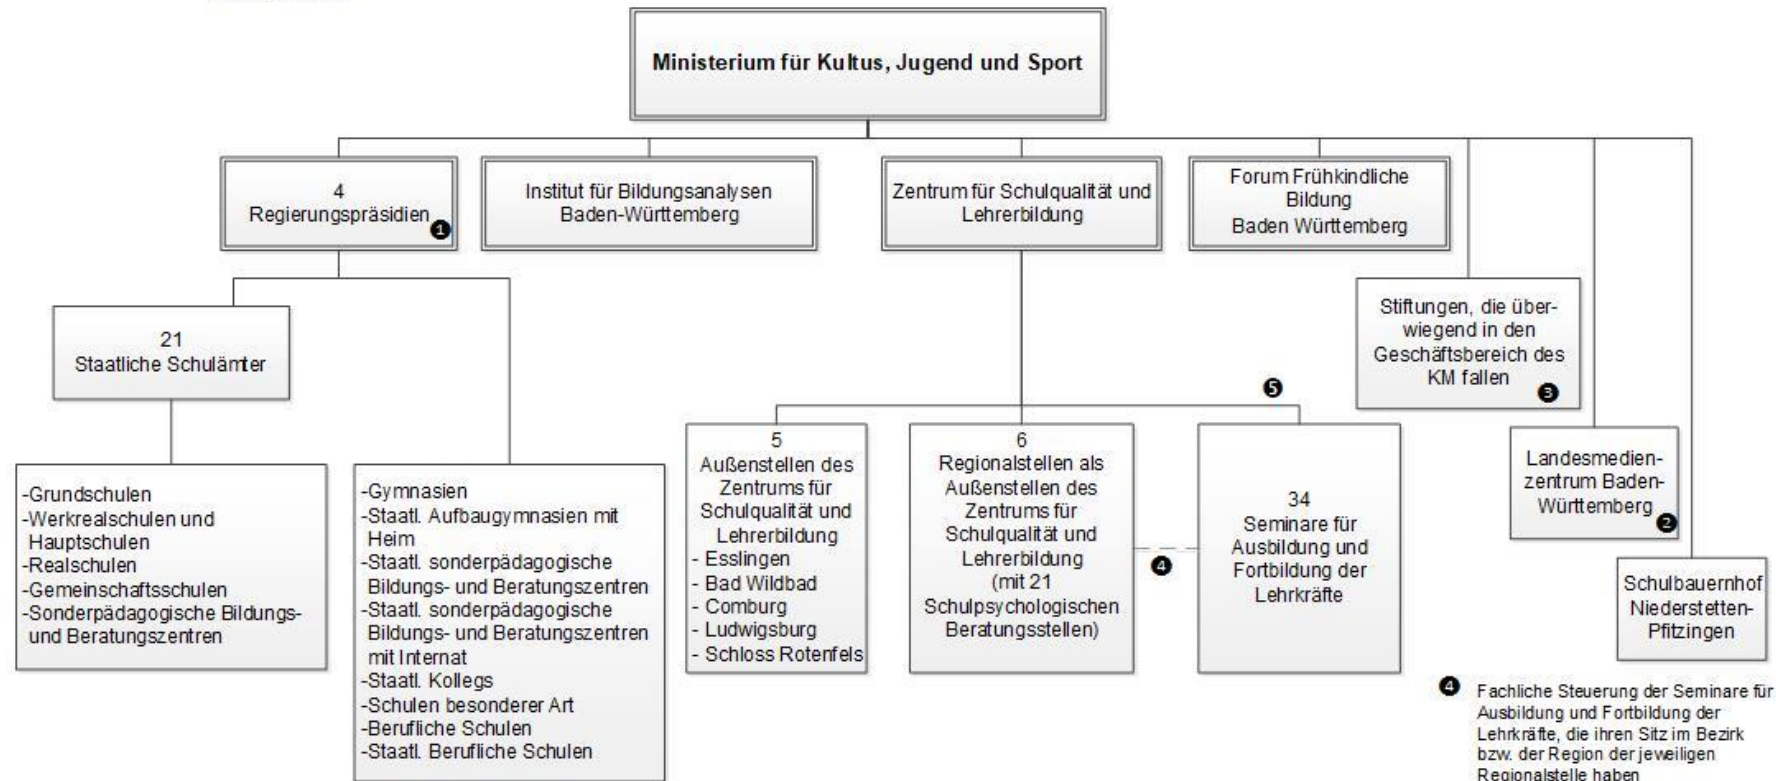 Ministerium für Kultus, Jugend und Sport
4
Regierungspräsidien
❶
Institut für Bildungsanalysen
Baden-Württemberg
Zentrum für Schulqualität und
Lehrerbildung
Forum Frühkindliche
Bildung
Baden Württemberg
21
Staatliche Schulämter
Stiftungen, die über-
wiegend in den
Geschäftsbereich des
KM fallen
❸
❺
-Grundschulen
-Werkrealschulen und
Hauptschulen
-Realschulen
-Gemeinschaftsschulen
-Sonderpädagogische Bildungs-
und Beratungszentren
-Gymnasien
-Staatl. Aufbaugymnasien mit
Heim
-Staatl. sonderpädagogische
Bildungs- und Beratungszentren
-Staatl. sonderpädagogische
Bildungs- und Beratungszentren
mit Internat
-Staatl. Kollegs
-Schulen besonderer Art
-Berufliche Schulen
-Staatl. Berufliche Schulen
5
Außenstellen des
Zentrums für
Schulqualität und
Lehrerbildung
- Esslingen
- Bad Wildbad
- Comburg
- Ludwigsburg
- Schloss Rotenfels
6
Regionalstellen als
Außenstellen des
Zentrums für
Schulqualität und
Lehrerbildung
(mit 21
Schulpsychologischen
Beratungsstellen)
❹
34
Seminare für
Ausbildung und
Fortbildung der
Lehrkräfte
Landesmedien-
zentrum Baden-
Württemberg
❷
Schulbauernhof
Niederstetten-
Pfitzingen
❹ Fachliche Steuerung der Seminare für
Ausbildung und Fortbildung der
Lehrkräfte, die ihren Sitz im Bezirk
bzw. der Region der jeweiligen
Regionalstelle haben